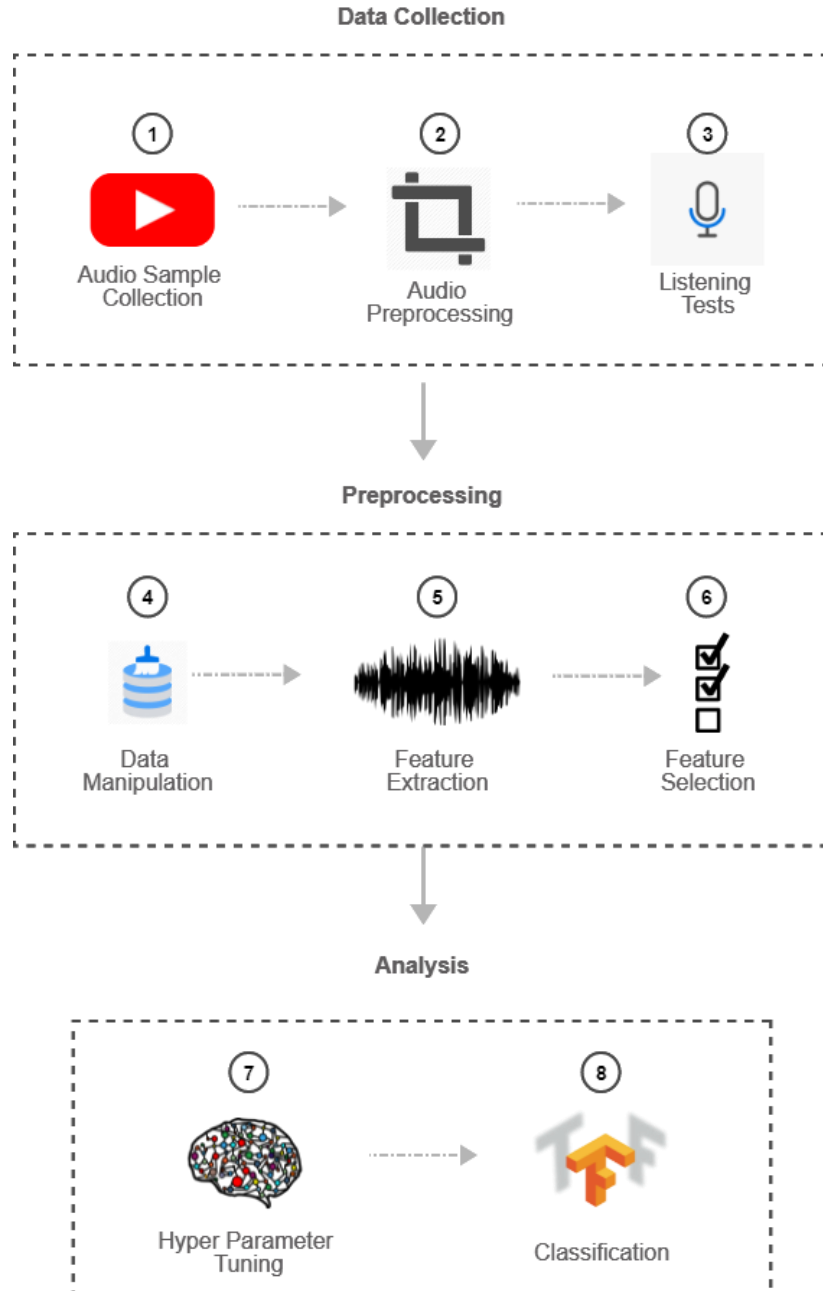 Data Collection
1
2
3
Audio Sample
Collection
Audio
Preprocessing
Listening
Tests
Preprocessing
4
5
6
Data
Manipulation
Feature
Extraction
Feature
Selection
Analysis
7
8
Hyper Parameter
Tuning
Classification